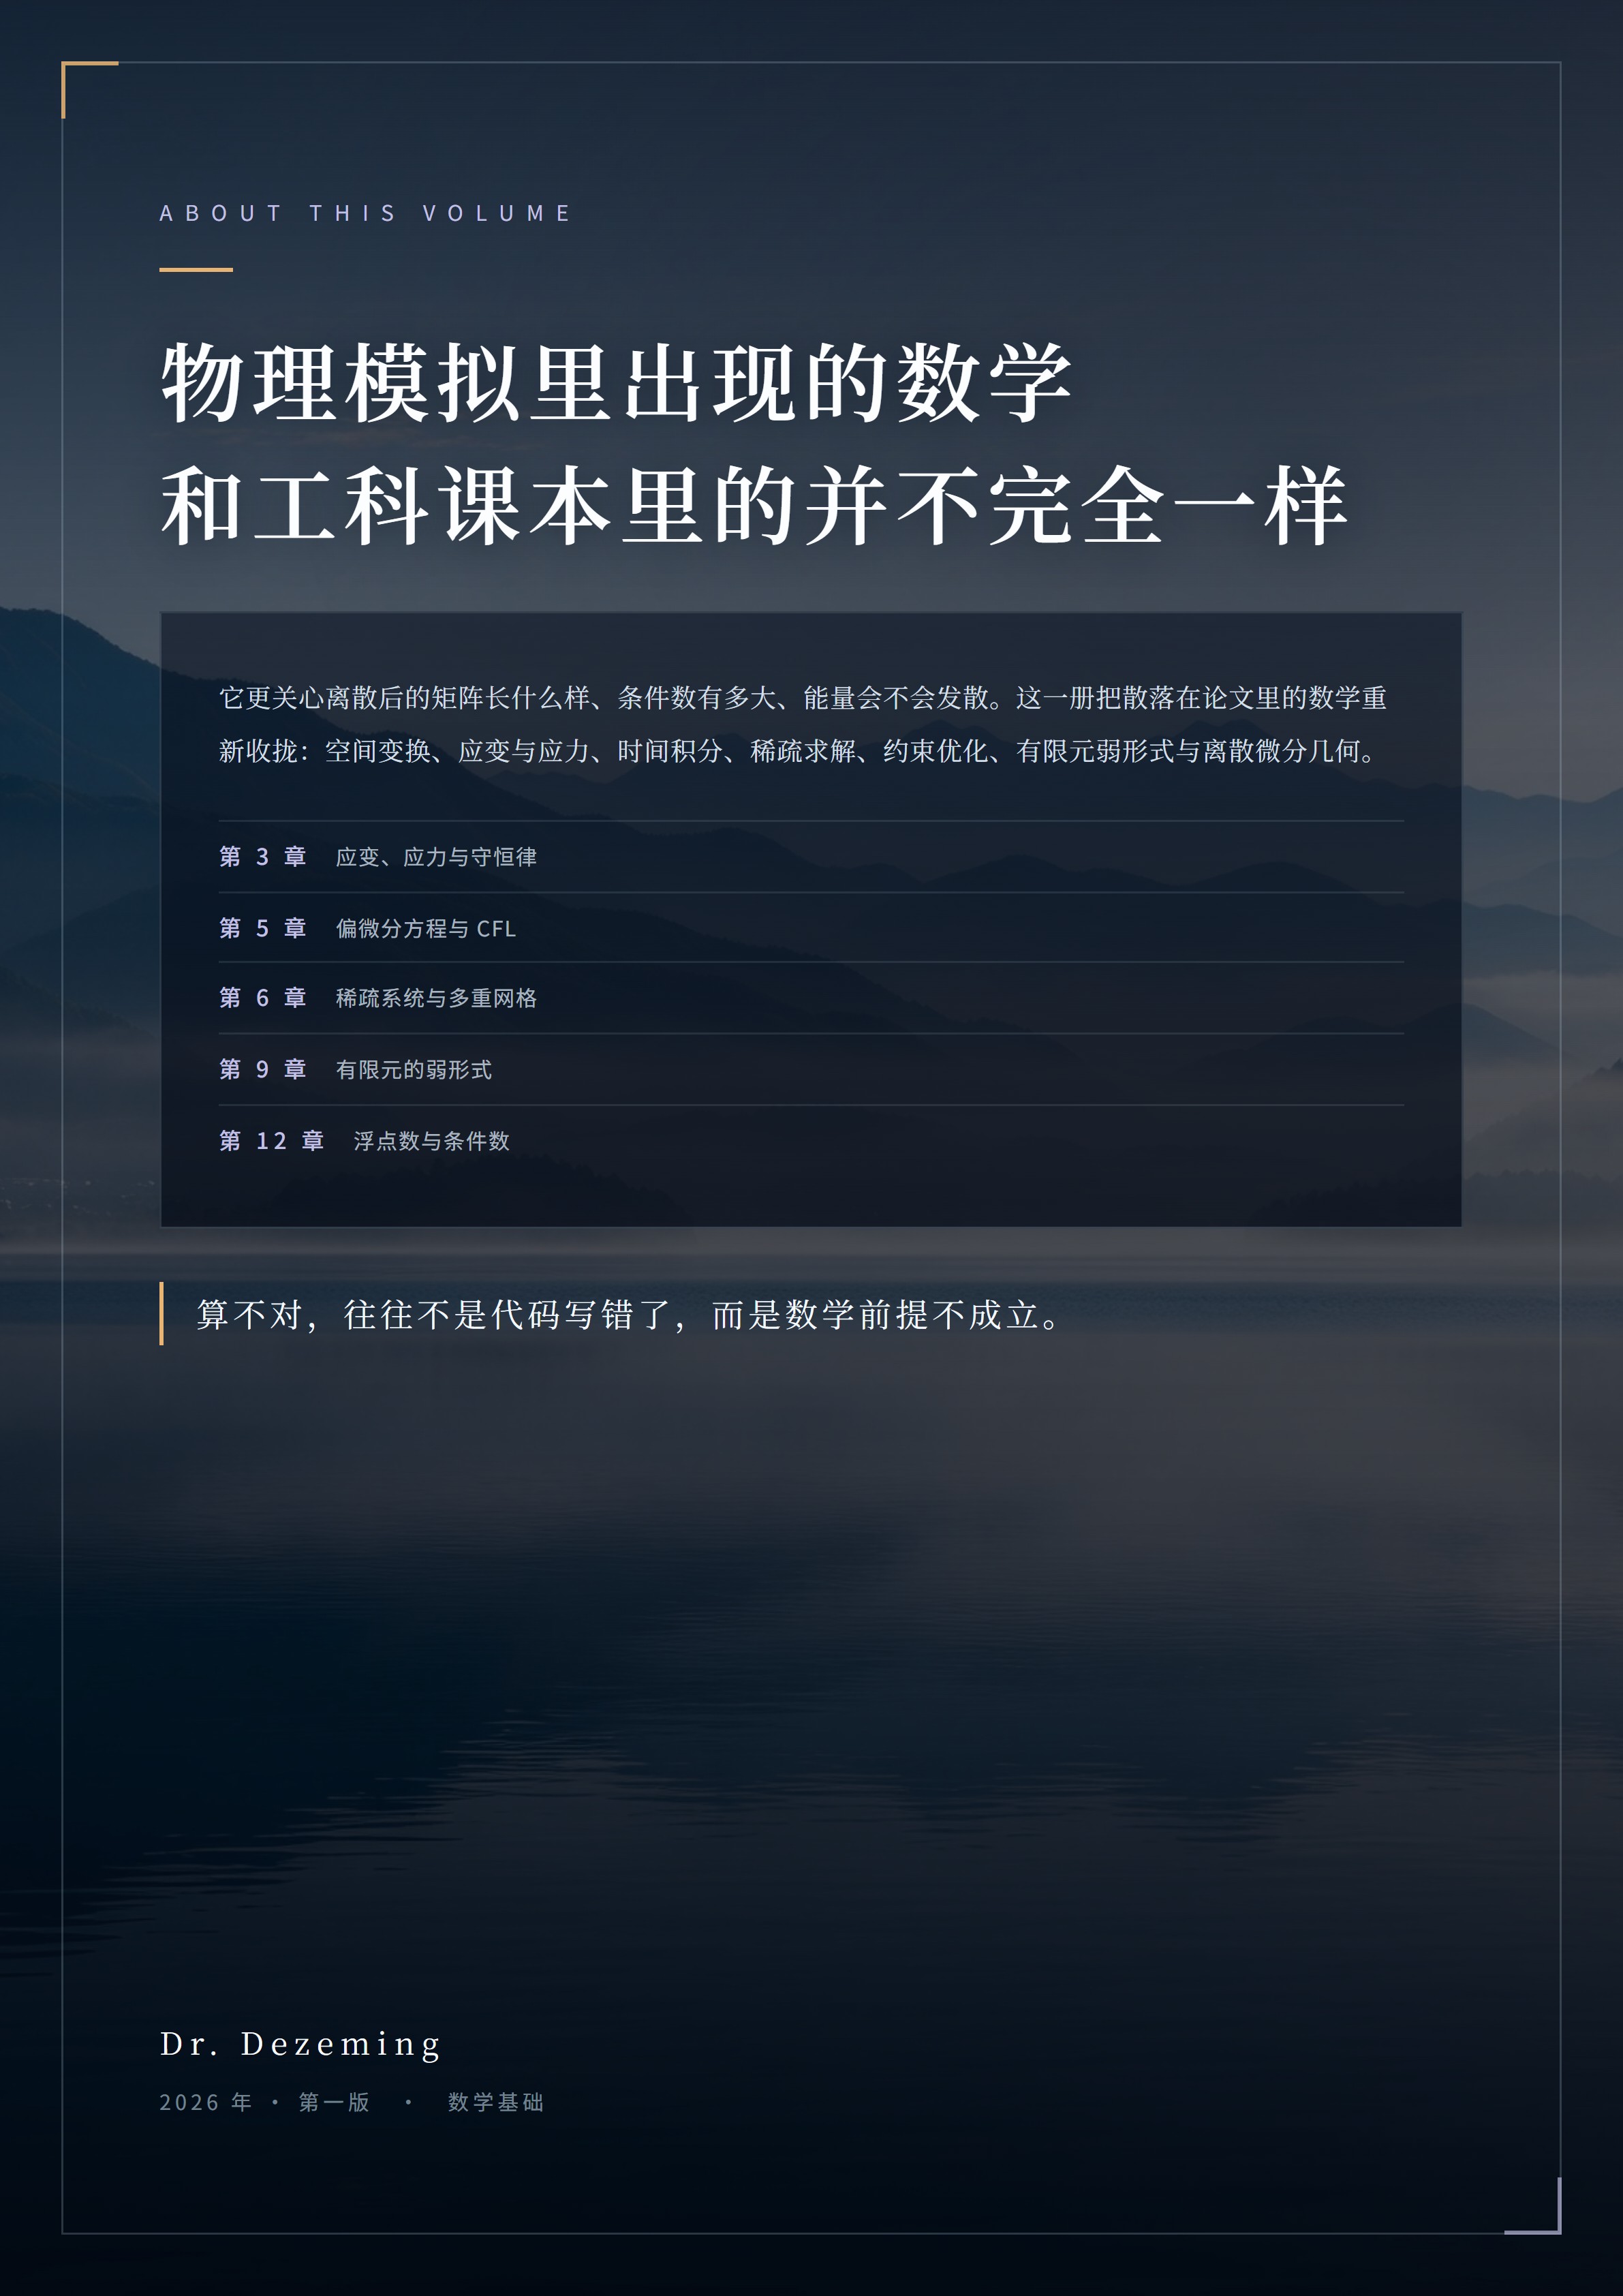 ABOUT THIS VOLUME
物理模拟里出现的数学
和工科课本里的并不完全一样
它更关心离散后的矩阵长什么样、条件数有多大、能量会不会发散。这一册把散落在论文里的数学重
新收拢：空间变换、应变与应力、时间积分、稀疏求解、约束优化、有限元弱形式与离散微分几何。
第 3 章 应变、应力与守恒律
第 5 章 偏微分方程与 CFL
第 6 章 稀疏系统与多重网格
第 9 章 有限元的弱形式
第 12 章 浮点数与条件数
算不对，往往不是代码写错了，而是数学前提不成立。
Dr. Dezeming
2026 年 · 第一版 · 数学基础